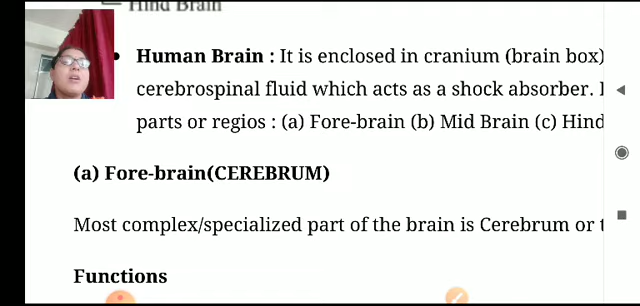 Hind Brain
Human Brain : It is enclosed in cranium (brain box)
cerebrospinal fluid which acts as a shock absorber.
parts or regios : (a) Fore-brain (b) Mid Brain (c) Hind
(a) Fore-brain(CEREBRUM)
Most complex/specialized part of the brain is Cerebrum or
Functions